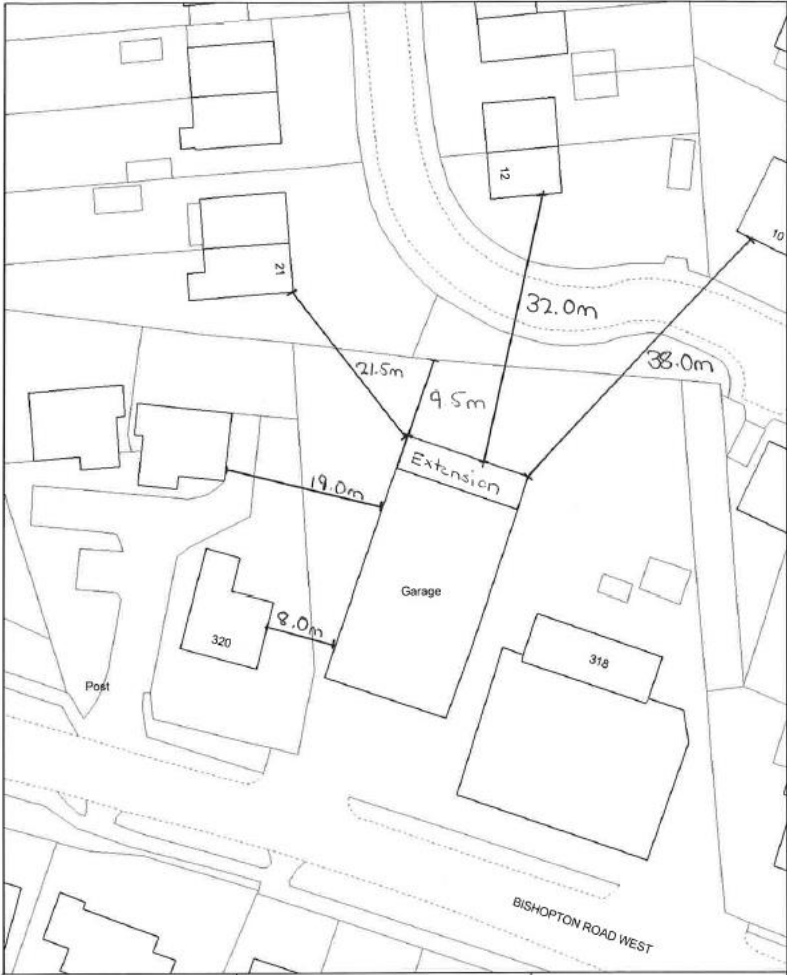 12
10
21
32.0m
38.0m
21.5m
9.5m
Extension
19.0m
Garage
8.0m
320
318
Post
BISHOPTON ROAD WEST